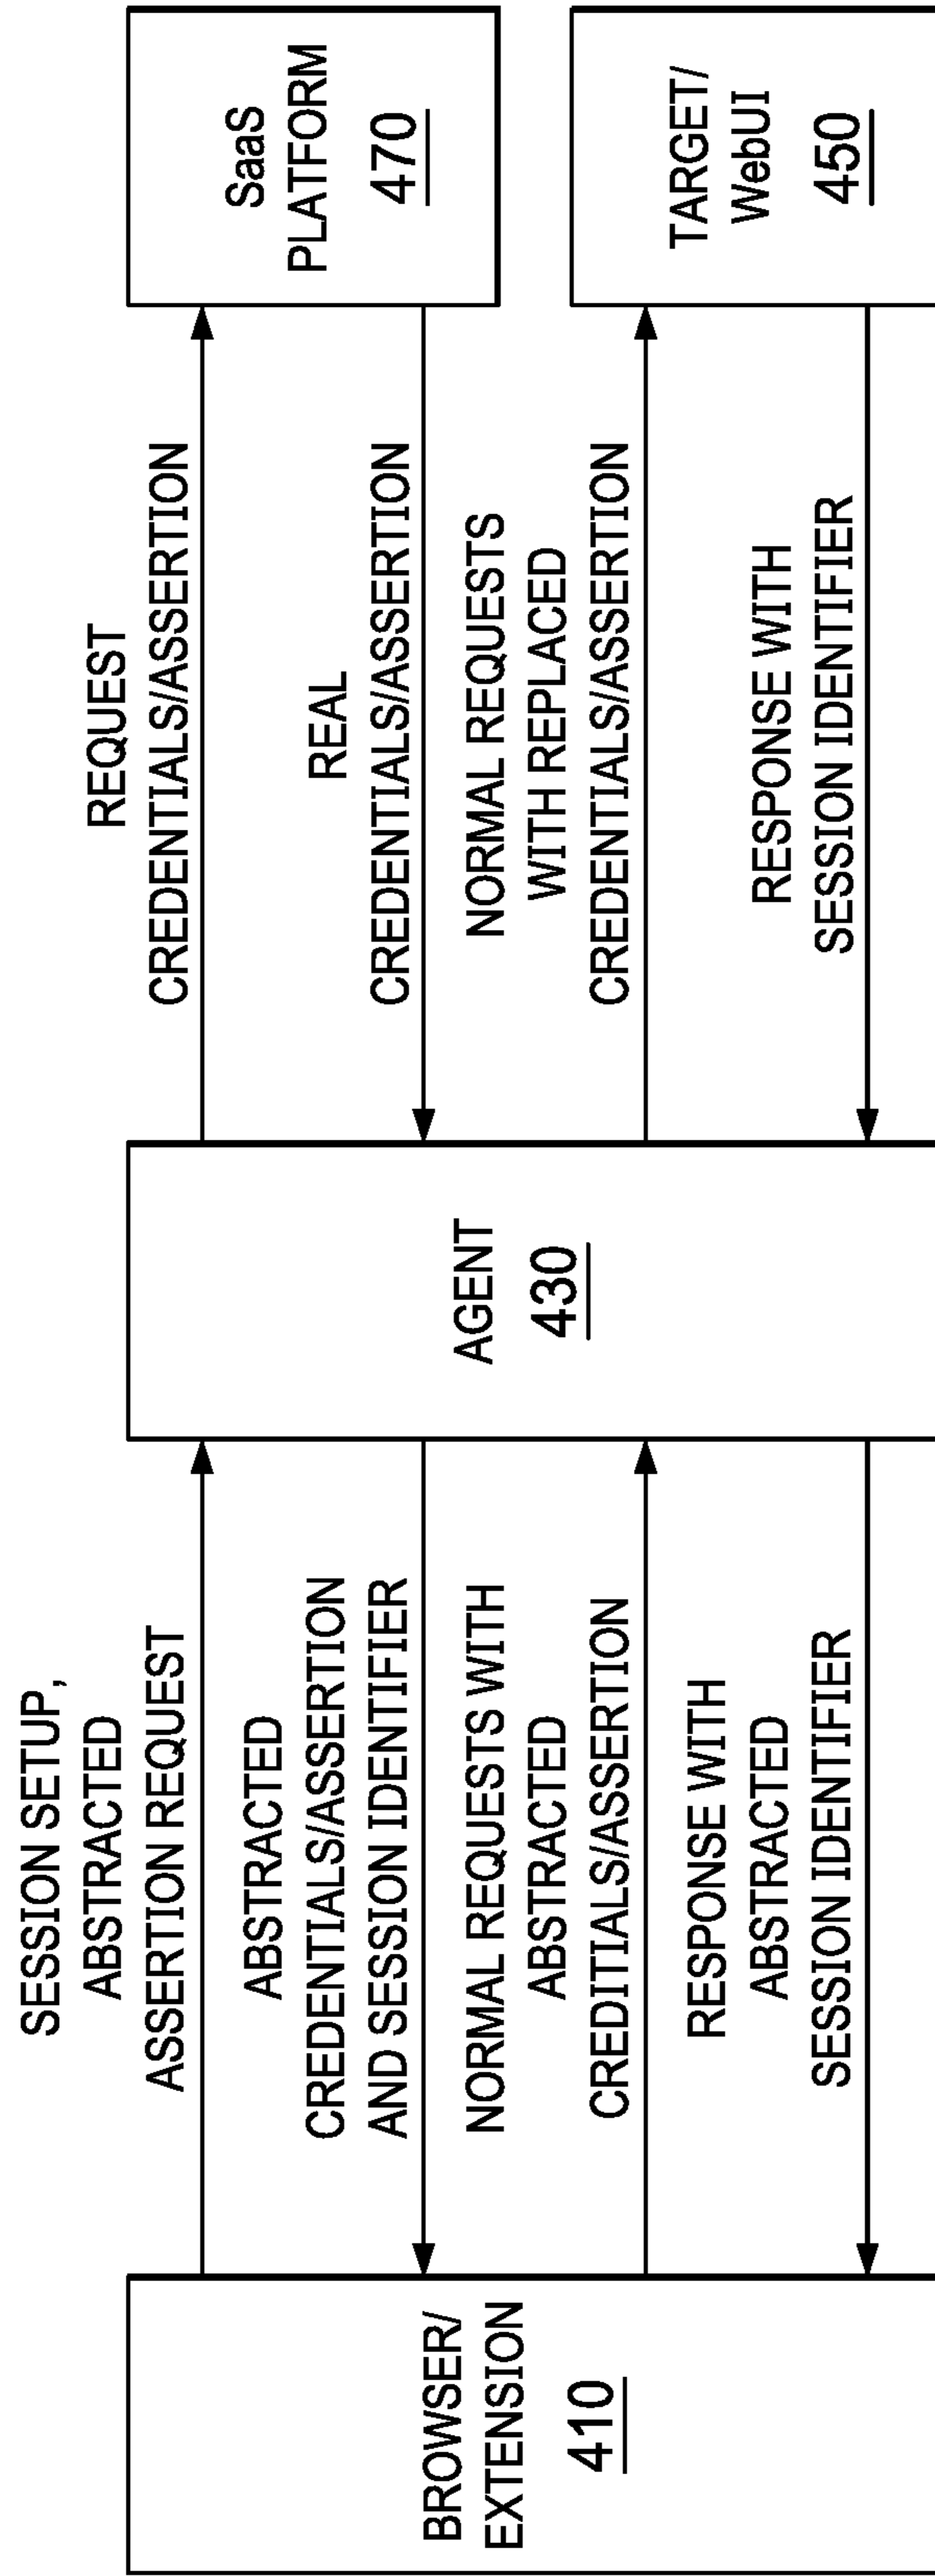 BROWSER/
EXTENSION
410
SESSION SETUP,
ABSTRACTED
ASSERTION REQUEST
ABSTRACTED
CREDENTIALS/ASSERTION
AND SESSION IDENTIFIER
NORMAL REQUESTS WITH
ABSTRACTED
CREDITIALS/ASSERTION
RESPONSE WITH
ABSTRACTED
SESSION IDENTIFIER
AGENT
430
REQUEST
CREDENTIALS/ASSERTION
REAL
CREDENTIALS/ASSERTION
NORMAL REQUESTS
WITH REPLACED
CREDENTIALS/ASSERTION
RESPONSE WITH
SESSION IDENTIFIER
SaaS
PLATFORM
470
TARGET/
WebUI
450